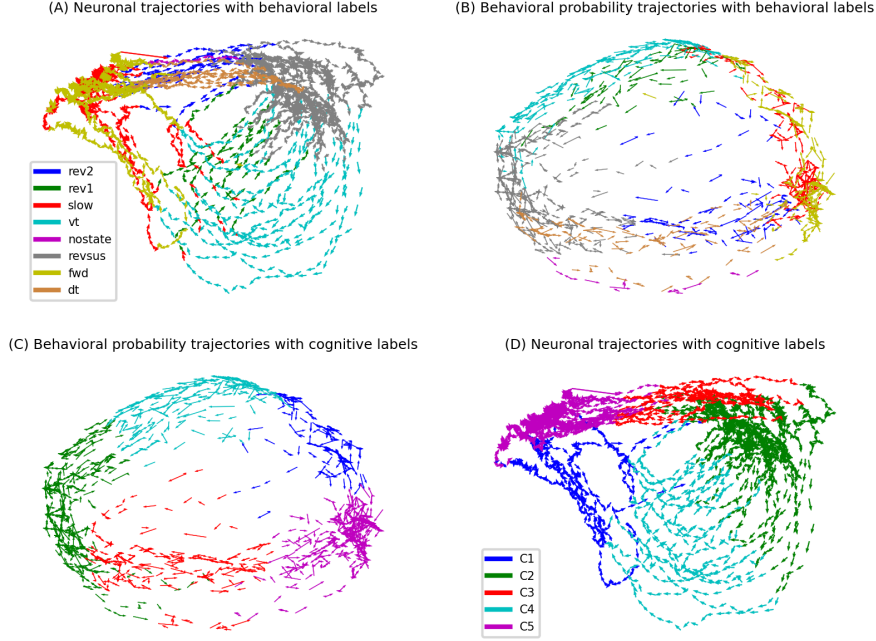 (A) Neuronal trajectories with behavioral labels
(B) Behavioral probability trajectories with behavioral labels
rev2
rev1
slow
vt
nostate
revsus
fwd
dt
(C) Behavioral probability trajectories with cognitive labels
(D) Neuronal trajectories with cognitive labels
C1
C2
C3
C4
C5